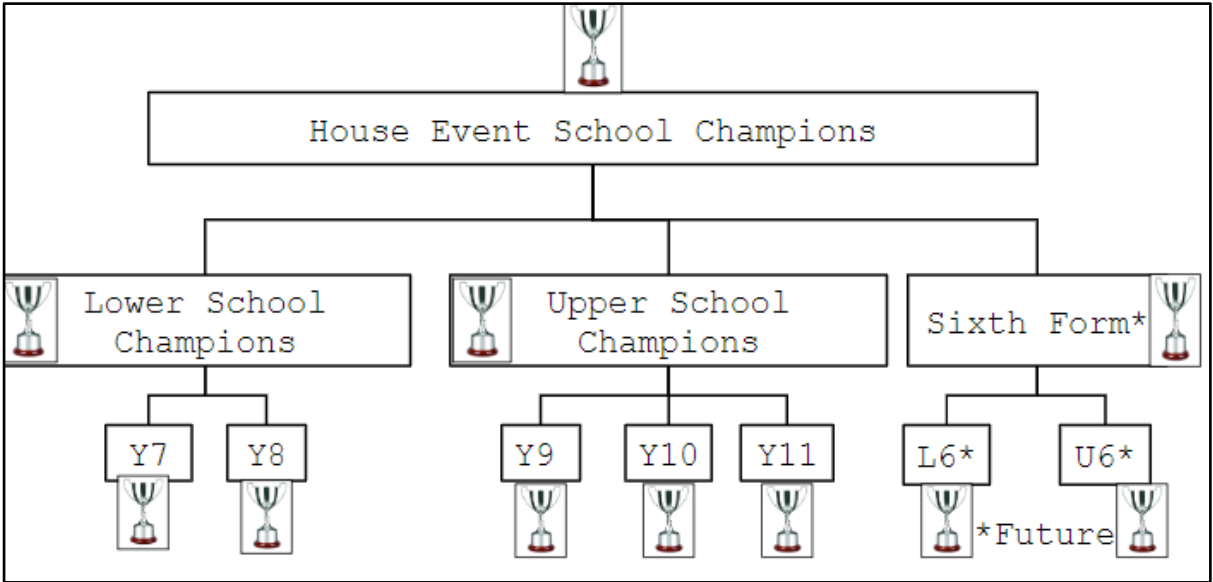 House Event School Champions
Lower School
Champions
Upper School
Champions
Sixth Form*
Y7
Y8
Y9
Y10
Y11
L6*
U6*
*Future